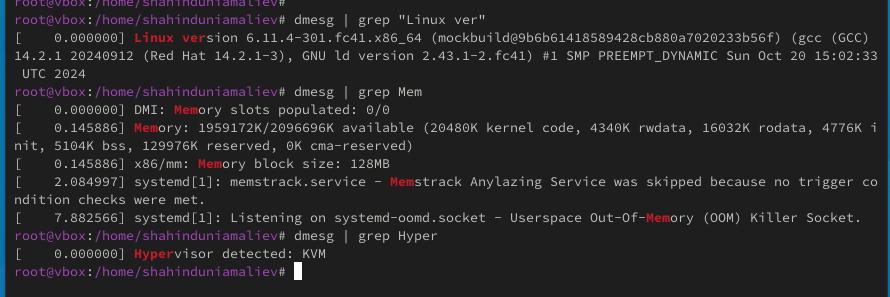 root@vbox:/home/shahinduniamaliev#
root@vbox:/home/shahinduniamaliev# dmesg | grep "Linux ver"
[    0.000000] Linux version 6.11.4-301.fc41.x86_64 (mockbuild@9b6b61418589428cb880a7020233b56f) (gcc (GCC)
14.2.1 20240912 (Red Hat 14.2.1-3), GNU ld version 2.43.1-2.fc41) #1 SMP PREEMPT_DYNAMIC Sun Oct 20 15:02:33
 UTC 2024
root@vbox:/home/shahinduniamaliev# dmesg | grep Mem
[    0.000000] DMI: Memory slots populated: 0/0
[    0.145886] Memory: 1959172K/2096696K available (20480K kernel code, 4340K rwdata, 16032K rodata, 4776K i
nit, 5104K bss, 129976K reserved, 0K cma-reserved)
[    0.145886] x86/mm: Memory block size: 128MB
[    2.084997] systemd[1]: memstrack.service - Memstrack Anylazing Service was skipped because no trigger co
ndition checks were met.
[    7.882566] systemd[1]: Listening on systemd-oomd.socket - Userspace Out-Of-Memory (OOM) Killer Socket.
root@vbox:/home/shahinduniamaliev# dmesg | grep Hyper
[    0.000000] Hypervisor detected: KVM
root@vbox:/home/shahinduniamaliev#